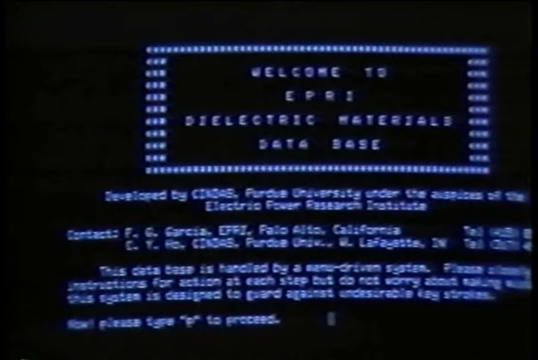 WELCOME TO
E P R I
DIELECTRIC MATERIALS
DATA BASE
Developed by CINDAS, Purdue University under the auspices of the
Electric Power Research Institute
Contact: F. G. Garcia, EPRI, Palo Alto, California Tel
C. Y. Ho, CINDAS, Purdue Univ., W. Lafayette, IN Tel
This data base is handled by a menu-driven system. Please
instructions for action at each step but do not worry about making
this system is designed to guard against undesirable key strokes.
Now! please type "p" to proceed.